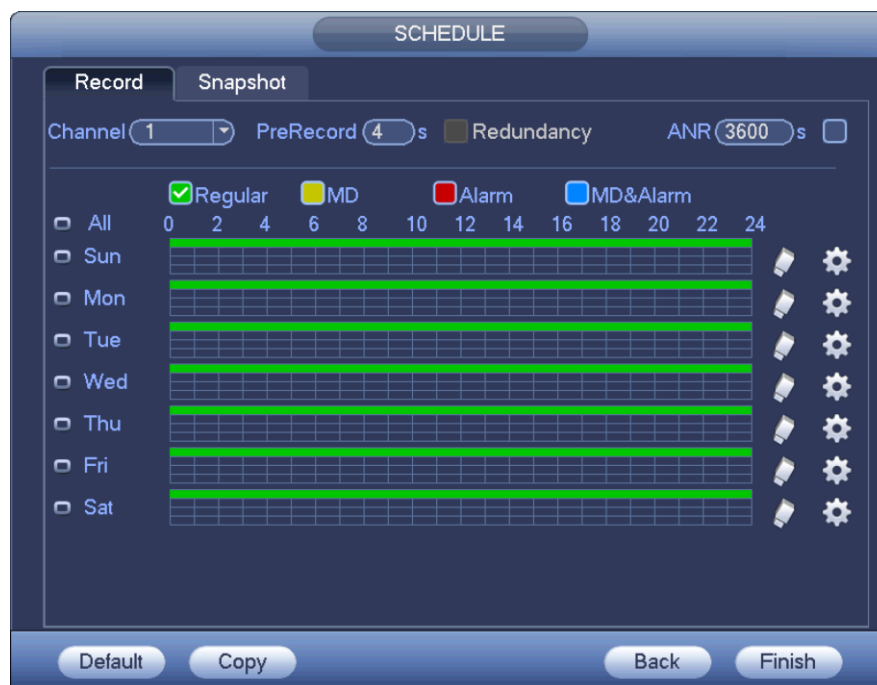 SCHEDULE
Record Snapshot
Channel 1 PreRecord 4 s Redundancy ANR 3600 s
Regular MD Alarm MD&Alarm
All 0 2 4 6 8 10 12 14 16 18 20 22 24
Sun
Mon
Tue
Wed
Thu
Fri
Sat
Default Copy Back Finish